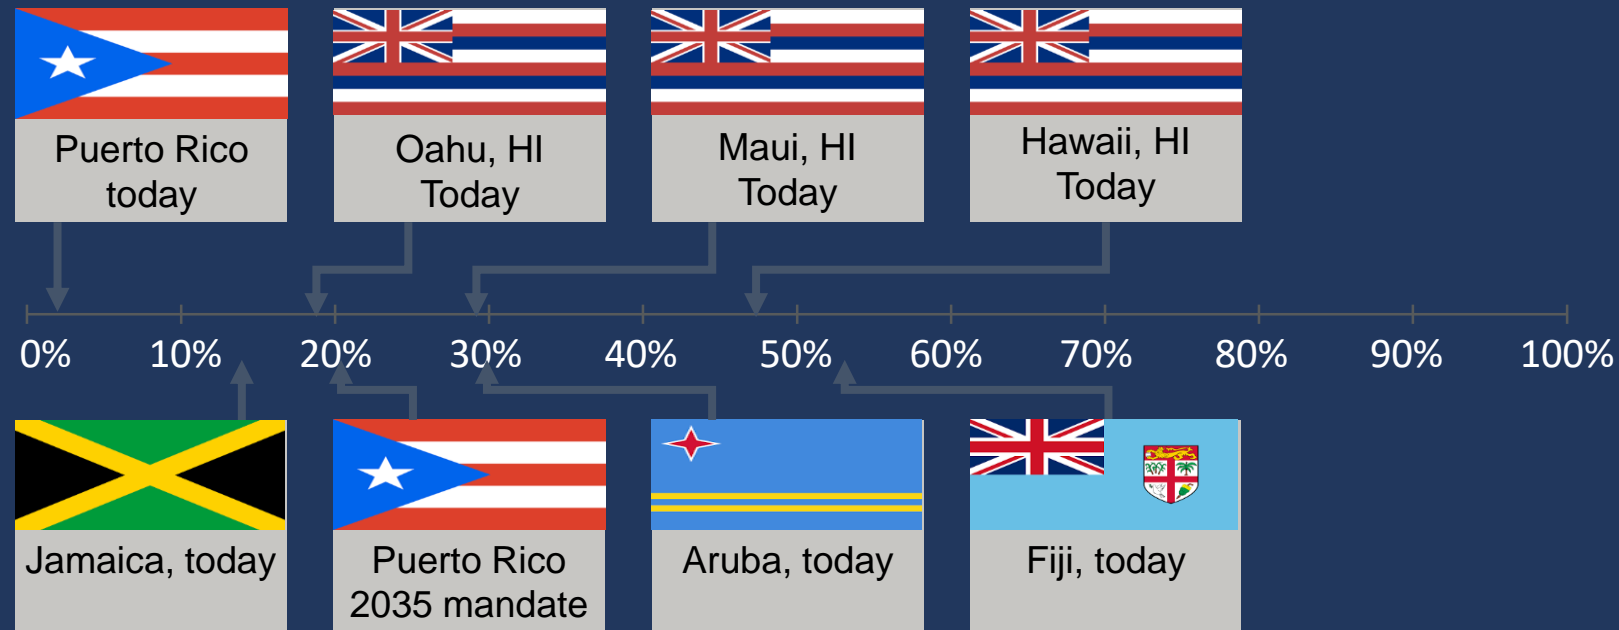 Puerto Rico
today
Oahu, HI
Today
Maui, HI
Today
Hawaii, HI
Today
0% 10% 20% 30% 40% 50% 60% 70% 80% 90% 100%
Jamaica, today
Puerto Rico
2035 mandate
Aruba, today
Fiji, today